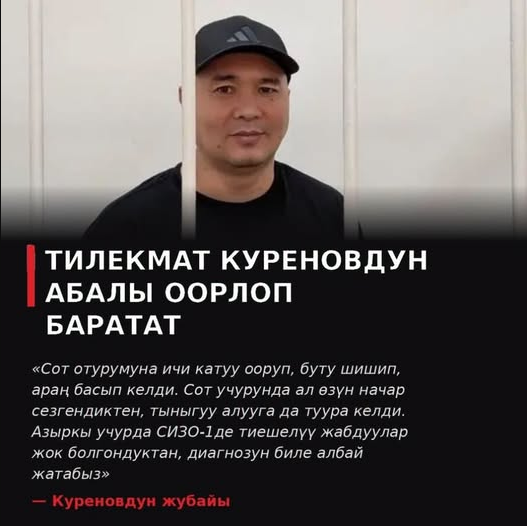 ТИЛЕКМАТ КУРЕНОВДУН
АБАЛЫ ООРЛОП
БАРАТАТ
«Сот отурумуна ичи катуу ооруп, буту шишип,
араң басып келди. Сот учурунда ал өзүн начар
сезгендиктен, тыныгуу алууга да туура келди.
Азыркы учурда СИЗО-1де тиешелүү жабдуулар
жок болгондуктан, диагнозун биле албай
жатабыз»
— Куреновдун жубайы